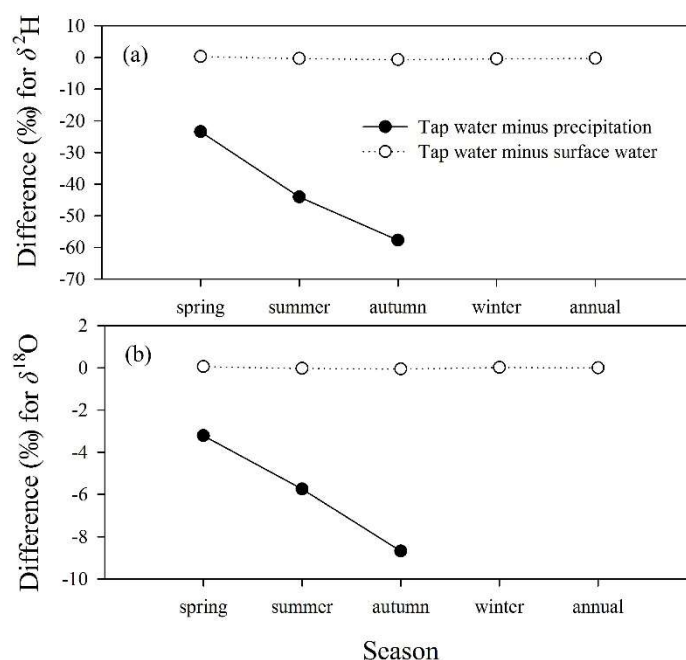 Difference (‰) for δ²H
10
0
-10
-20
-30
-40
-50
-60
-70
(a)
Tap water minus precipitation
Tap water minus surface water
spring summer autumn winter annual
Difference (‰) for δ¹⁸O
2
0
-2
-4
-6
-8
-10
(b)
spring summer autumn winter annual
Season